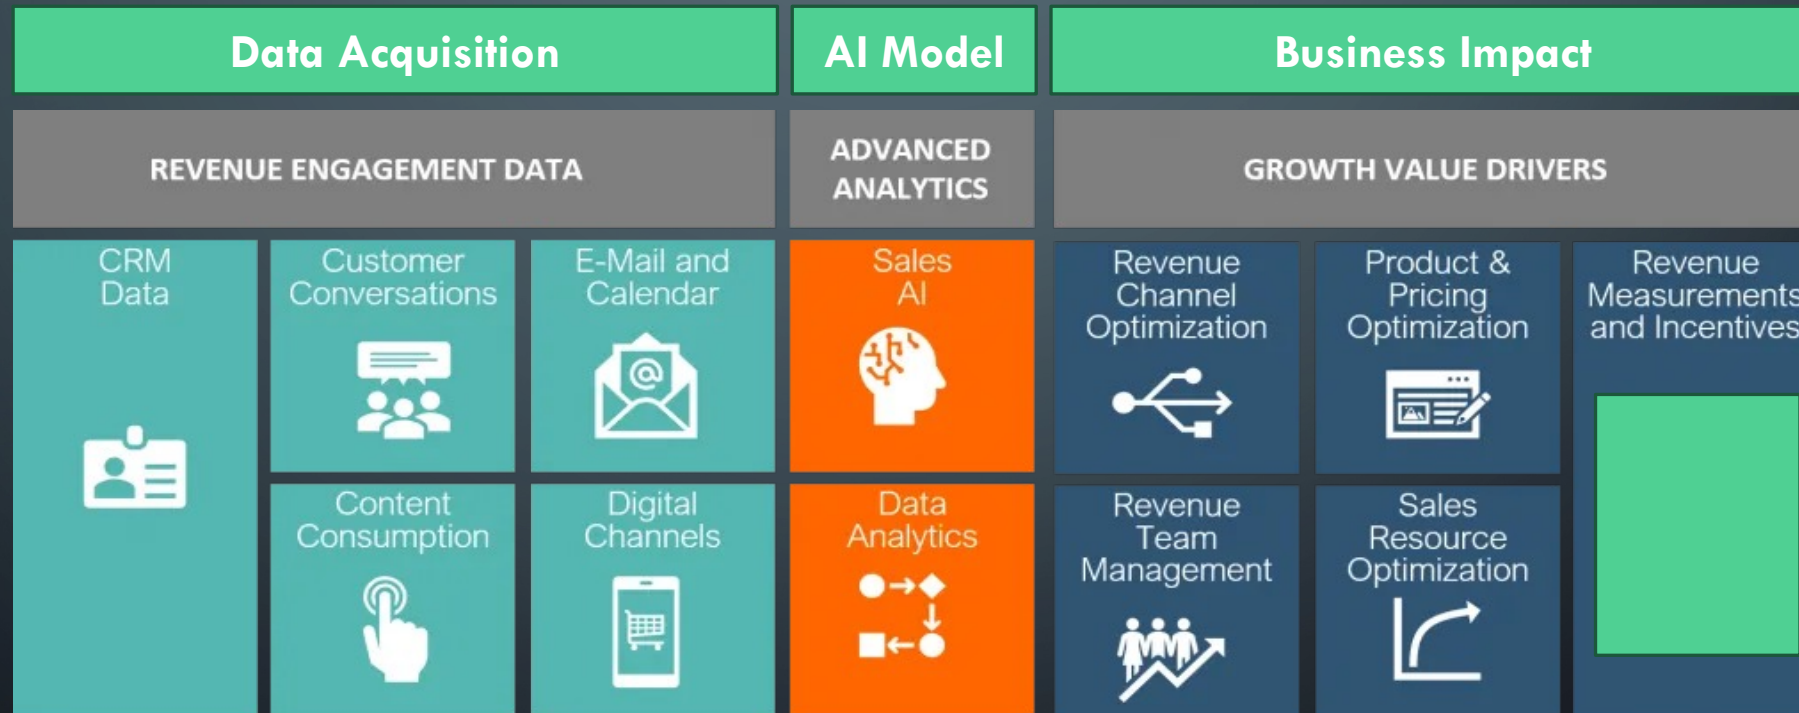 Data Acquisition
AI Model
Business Impact
REVENUE ENGAGEMENT DATA
ADVANCED
ANALYTICS
GROWTH VALUE DRIVERS
CRM
Data
Customer
Conversations
E-Mail and
Calendar
Sales
AI
Revenue
Channel
Optimization
Product &
Pricing
Optimization
Revenue
Measurements
and Incentives
@
Content
Consumption
Digital
Channels
Data
Analytics
Revenue
Team
Management
Sales
Resource
Optimization